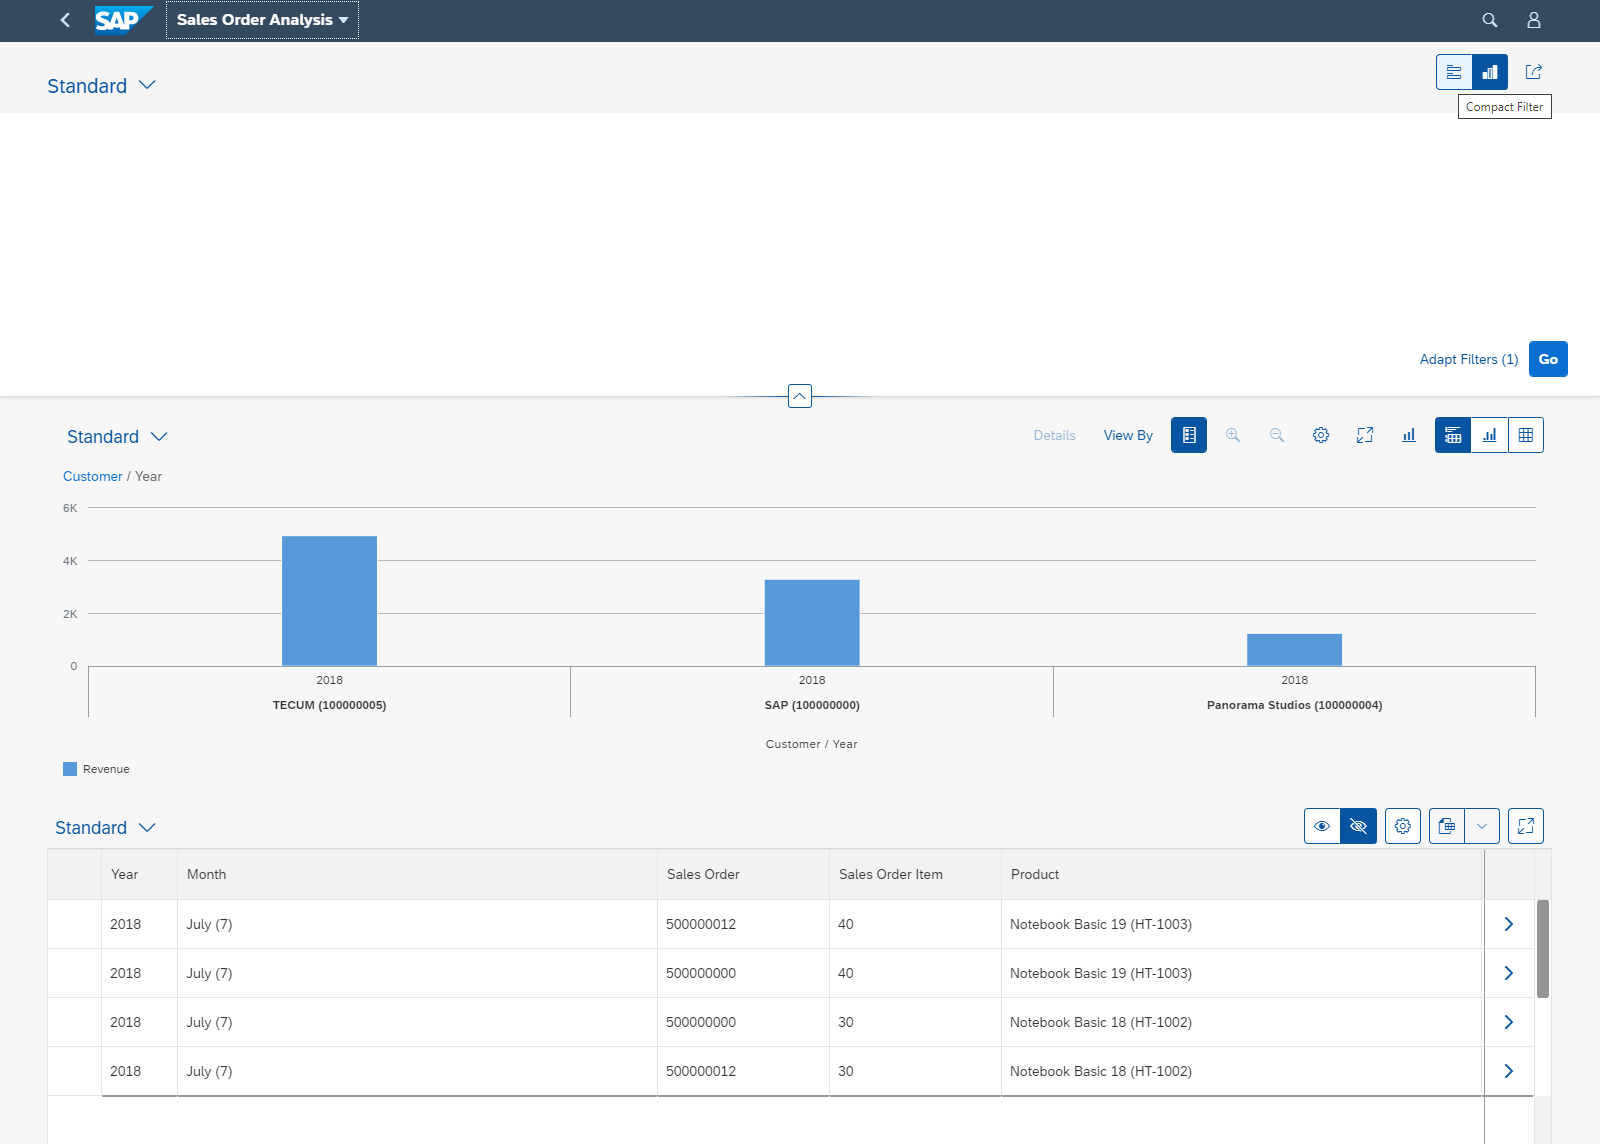 SAP Sales Order Analysis
Standard
Compact Filter
Adapt Filters (1) Go
Standard Details View By
Customer / Year
6K
4K
2K
0
2018 2018 2018
TECUM (100000005) SAP (100000000) Panorama Studios (100000004)
Customer / Year
Revenue
Standard
Year Month Sales Order Sales Order Item Product
2018 July (7) 500000012 40 Notebook Basic 19 (HT-1003)
2018 July (7) 500000000 40 Notebook Basic 19 (HT-1003)
2018 July (7) 500000000 30 Notebook Basic 18 (HT-1002)
2018 July (7) 500000012 30 Notebook Basic 18 (HT-1002)